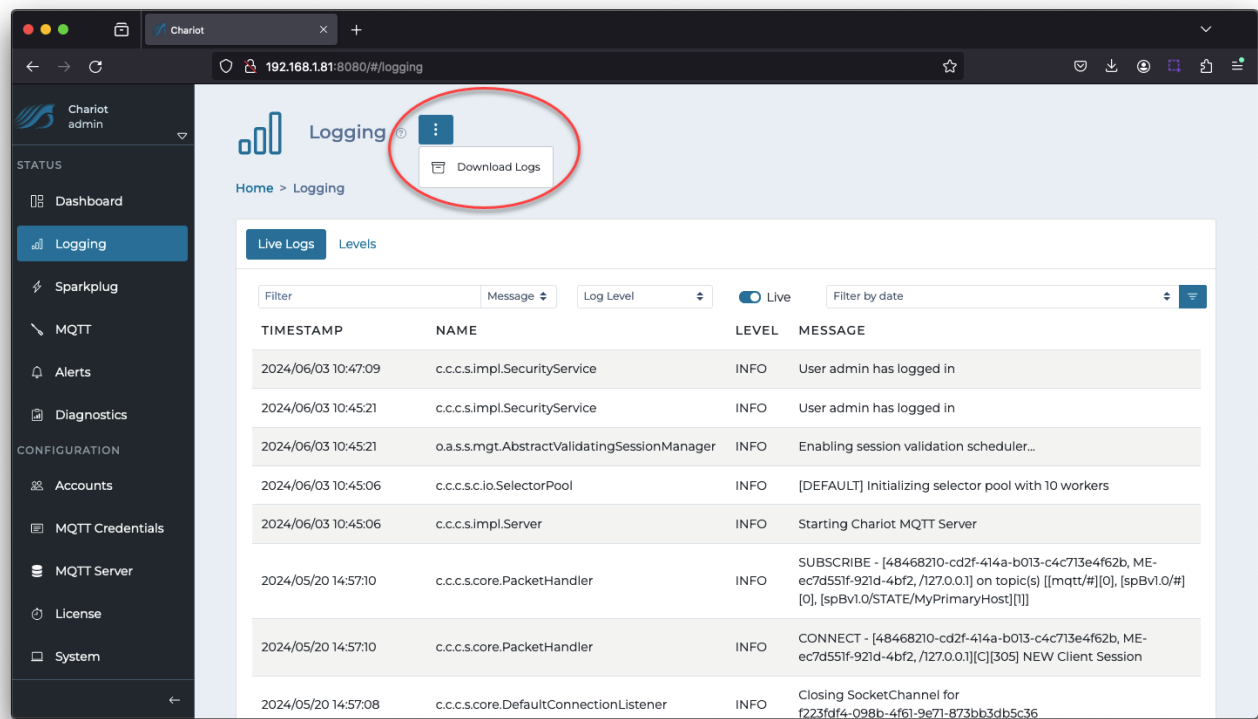 Chariot
192.168.1.81:8080/#/logging
Chariot
admin
STATUS
Dashboard
Logging
Sparkplug
MQTT
Alerts
Diagnostics
CONFIGURATION
Accounts
MQTT Credentials
MQTT Server
License
System
Logging
Download Logs
Home > Logging
Live Logs Levels
Filter Message Log Level Live Filter by date
TIMESTAMP NAME LEVEL MESSAGE
2024/06/03 10:47:09 c.c.c.s.impl.SecurityService INFO User admin has logged in
2024/06/03 10:45:21 c.c.c.s.impl.SecurityService INFO User admin has logged in
2024/06/03 10:45:21 o.a.s.s.mgt.AbstractValidatingSessionManager INFO Enabling session validation scheduler...
2024/06/03 10:45:06 c.c.c.s.c.io.SelectorPool INFO [DEFAULT] Initializing selector pool with 10 workers
2024/06/03 10:45:06 c.c.c.s.impl.Server INFO Starting Chariot MQTT Server
2024/05/20 14:57:10 c.c.c.s.core.PacketHandler INFO SUBSCRIBE - [48468210-cd2f-414a-b013-c4c713e4f62b, ME-
ec7d551f-921d-4bf2, /127.0.0.1] on topic(s) [[mqtt/#][0], [spBv1.0/#]
[0], [spBv1.0/STATE/MyPrimaryHost][1]]
2024/05/20 14:57:10 c.c.c.s.core.PacketHandler INFO CONNECT - [48468210-cd2f-414a-b013-c4c713e4f62b, ME-
ec7d551f-921d-4bf2, /127.0.0.1][C][305] NEW Client Session
2024/05/20 14:57:08 c.c.c.s.core.DefaultConnectionListener INFO Closing SocketChannel for
f223fdf4-098b-4f61-9e71-873bb3db5c36